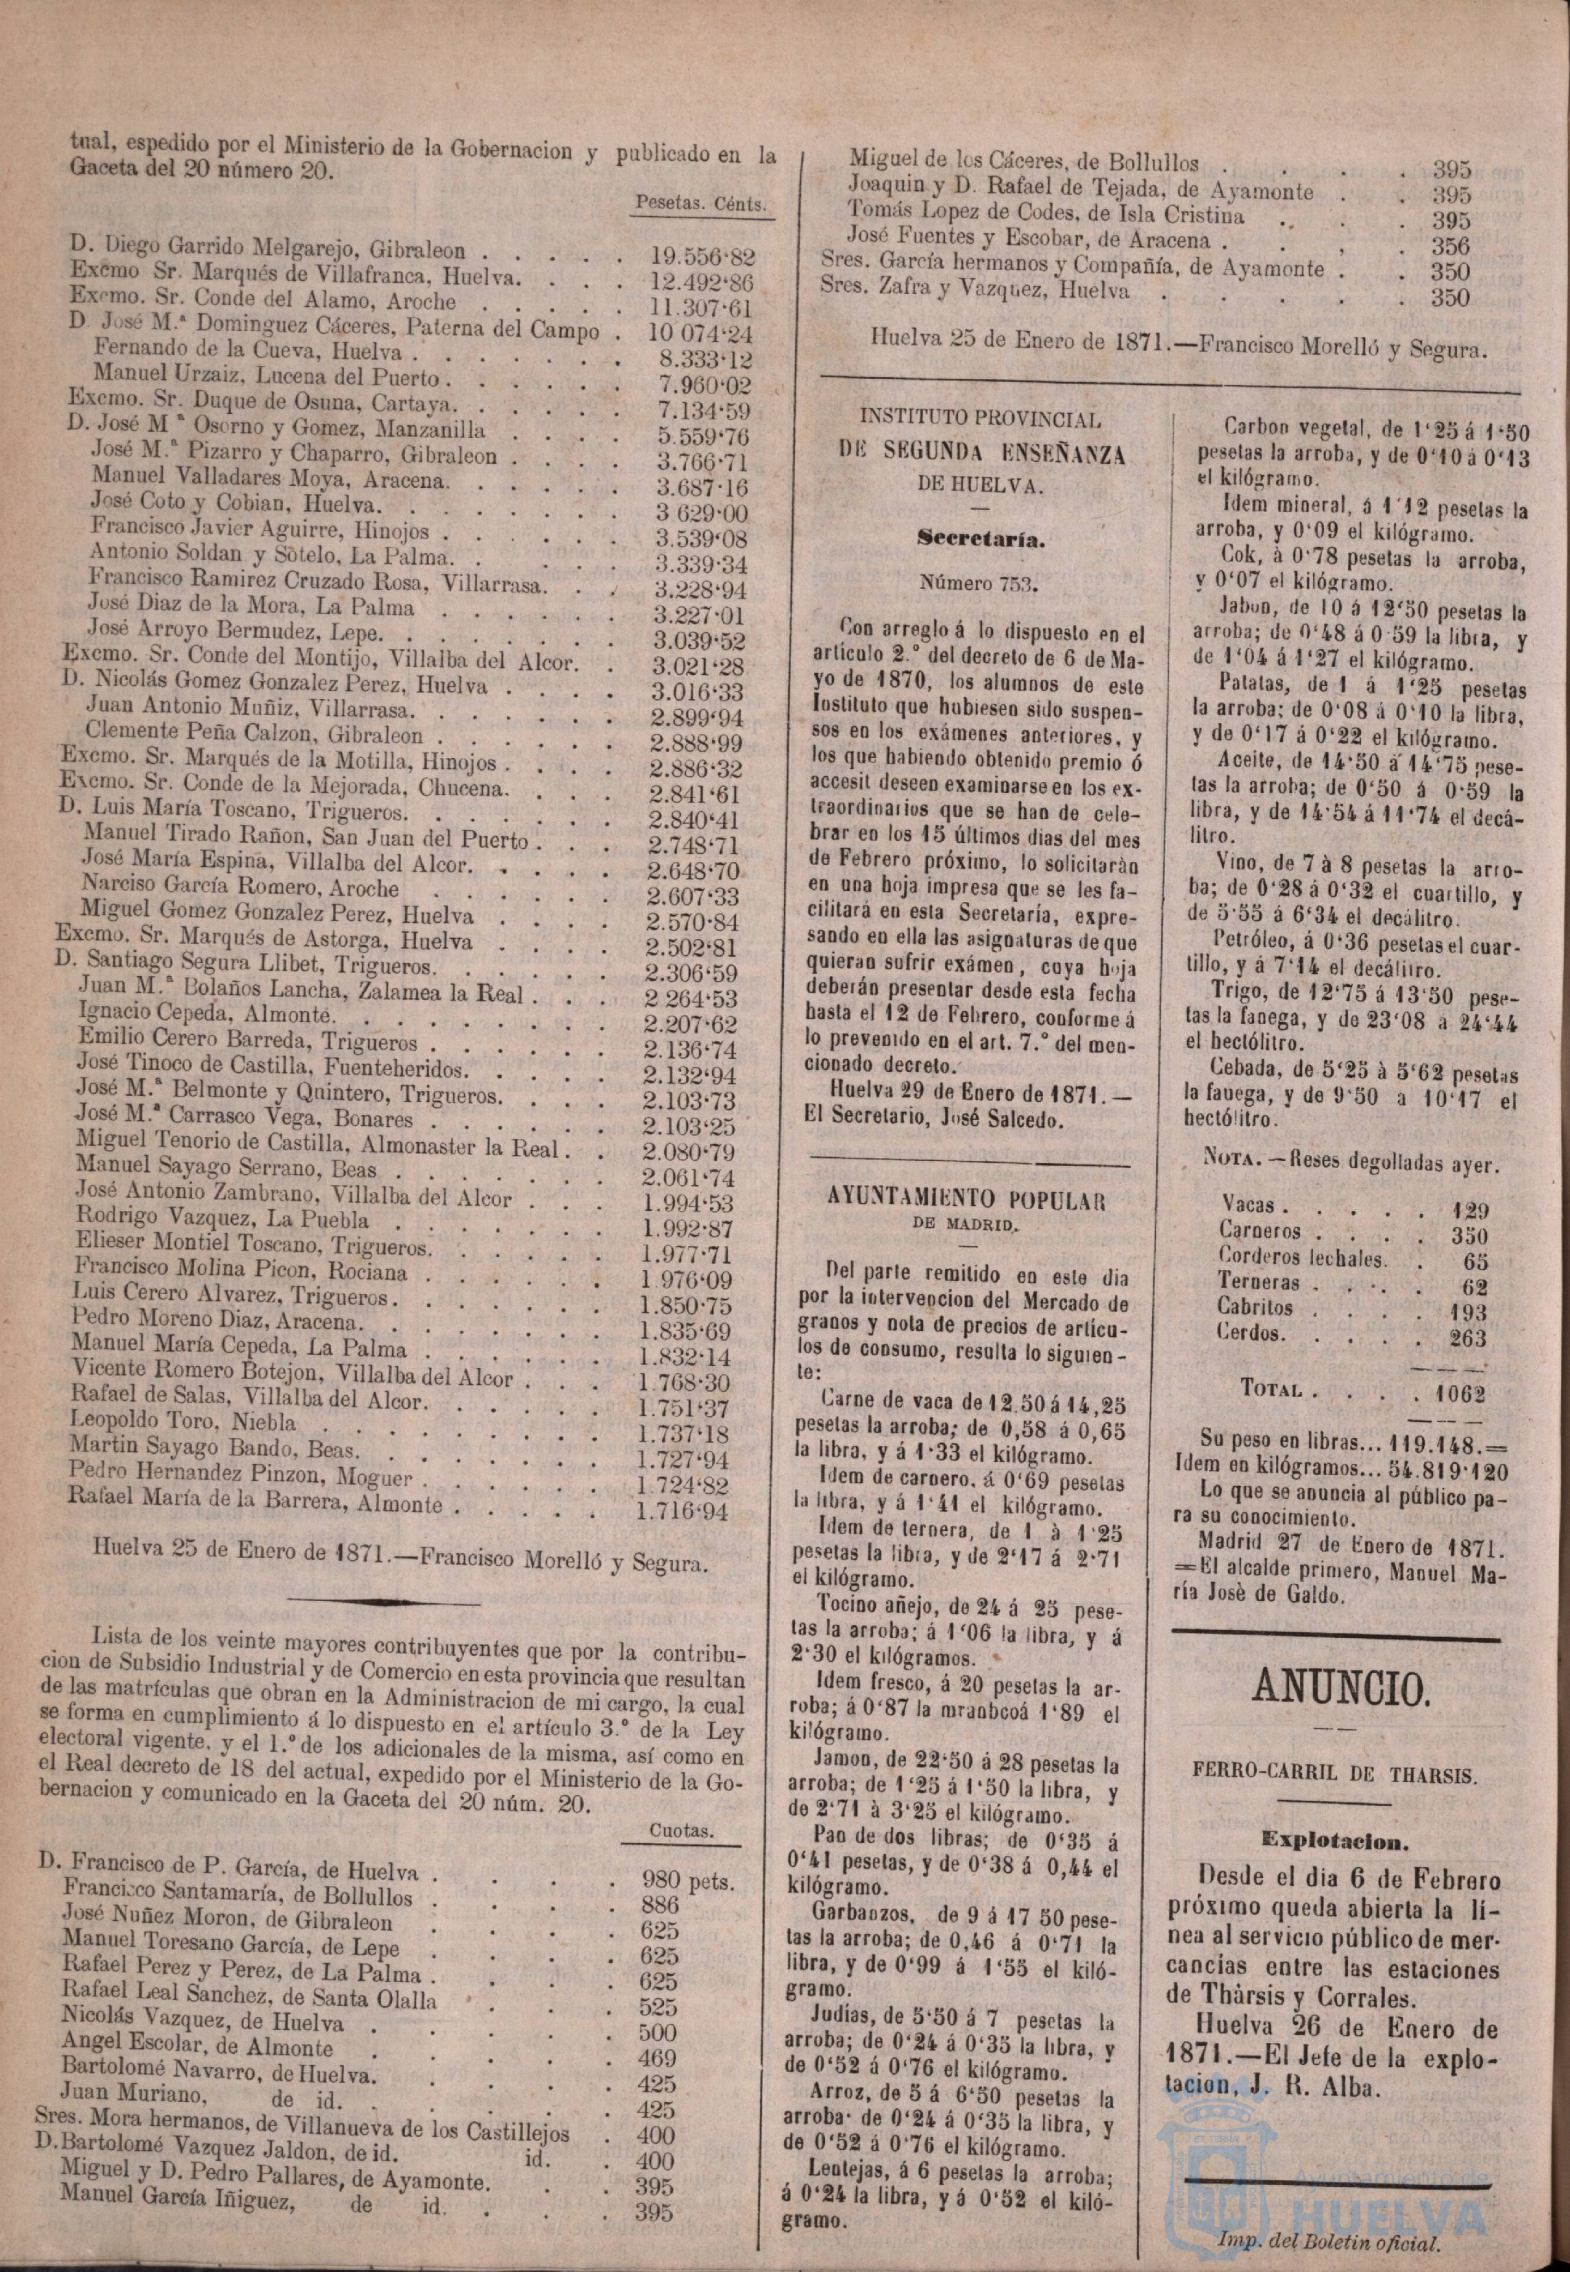 tual, espedido por el Ministerio de la Gobernacion y publicado en la
Gaceta del 20 número 20.
Pesetas. Cénts.
D. Diego Garrido Melgarejo, Gibraleon . . . . . 19.556‘82
Excmo Sr. Marqués de Villafranca, Huelva. . . . 12.492‘86
Excmo. Sr. Conde del Alamo, Aroche . . . . . 11.307‘61
D. José M.ª Dominguez Cáceres, Paterna del Campo . 10 074‘24
Fernando de la Cueva, Huelva . . . . . . 8.333‘12
Manuel Urzaiz, Lucena del Puerto . . . . . . 7.960‘02
Excmo. Sr. Duque de Osuna, Cartaya. . . . . . 7.134‘59
D. José M ª Osorno y Gomez, Manzanilla . . . . 5.559‘76
José M.ª Pizarro y Chaparro, Gibraleon . . . . 3.766‘71
Manuel Valladares Moya, Aracena. . . . . . 3.687‘16
José Coto y Cobian, Huelva. . . . . . . 3 629‘00
Francisco Javier Aguirre, Hinojos . . . . . . 3.539‘08
Antonio Soldan y Sotelo, La Palma. . . . . . 3.339‘34
Francisco Ramirez Cruzado Rosa, Villarrasa. . . 3.228‘94
José Diaz de la Mora, La Palma . . . . . 3.227‘01
José Arroyo Bermudez, Lepe. . . . . . . 3.039‘52
Excmo. Sr. Conde del Montijo, Villalba del Alcor. . 3.021‘28
D. Nicolás Gomez Gonzalez Perez, Huelva . . . . 3.016‘33
Juan Antonio Muñiz, Villarrasa. . . . . . 2.899‘94
Clemente Peña Calzon, Gibraleon . . . . . . 2.888‘99
Excmo. Sr. Marqués de la Motilla, Hinojos . . . . 2.886‘32
Excmo. Sr. Conde de la Mejorada, Chucena. . . . 2.841‘61
D. Luis María Toscano, Trigueros. . . . . . 2.840‘41
Manuel Tirado Rañon, San Juan del Puerto . . . 2.748‘71
José María Espina, Villalba del Alcor. . . . . 2.648‘70
Narciso García Romero, Aroche . . . . . 2.607‘33
Miguel Gomez Gonzalez Perez, Huelva . . . . 2.570‘84
Excmo. Sr. Marqués de Astorga, Huelva . . . . 2.502‘81
D. Santiago Segura Llibet, Trigueros. . . . . . 2.306‘59
Juan M.ª Bolaños Lancha, Zalamea la Real . . . 2 264‘53
Ignacio Cepeda, Almonte. . . . . . . . 2.207‘62
Emilio Cerero Barreda, Trigueros . . . . . . 2.136‘74
José Tinoco de Castilla, Fuenteheridos. . . . . 2.132‘94
José M.ª Belmonte y Quintero, Trigueros. . . . 2.103‘73
José M.ª Carrasco Vega, Bonares . . . . . . 2.103‘25
Miguel Tenorio de Castilla, Almonaster la Real . . 2.080‘79
Manuel Sayago Serrano, Beas . . . . . . . 2.061‘74
José Antonio Zambrano, Villalba del Alcor . . . 1.994‘53
Rodrigo Vazquez, La Puebla . . . . . . 1.992‘87
Elieser Montiel Toscano, Trigueros. . . . . . 1.977‘71
Francisco Molina Picon, Rociana . . . . . . 1 976‘09
Luis Cerero Alvarez, Trigueros . . . . . . 1.850‘75
Pedro Moreno Diaz, Aracena. . . . . . . 1.835‘69
Manuel María Cepeda, La Palma . . . . . . 1.832‘14
Vicente Romero Botejon, Villalba del Alcor . . . 1 768‘30
Rafael de Salas, Villalba del Alcor. . . . . . 1.751‘37
Leopoldo Toro, Niebla . . . . . . . . 1.737‘18
Martin Sayago Bando, Beas. . . . . . . 1.727‘94
Pedro Hernandez Pinzon, Moguer . . . . . . 1 724‘82
Rafael María de la Barrera, Almonte . . . . . 1.716‘94
Huelva 25 de Enero de 1871.—Francisco Morelló y Segura.
Lista de los veinte mayores contribuyentes que por la contribu-
cion de Subsidio Industrial y de Comercio en esta provincia que resultan
de las matrículas que obran en la Administracion de mi cargo, la cual
se forma en cumplimiento á lo dispuesto en el artículo 3.º de la Ley
electoral vigente, y el 1.º de los adicionales de la misma, así como en
el Real decreto de 18 del actual, expedido por el Ministerio de la Go-
bernacion y comunicado en la Gaceta del 20 núm. 20.
Cuotas.
D. Francisco de P. García, de Huelva . . . . 980 pets.
Francisco Santamaría, de Bollullos . . . . 886
José Nuñez Moron, de Gibraleon . . . . 625
Manuel Toresano García, de Lepe . . . . 625
Rafael Perez y Perez, de La Palma . . . . 625
Rafael Leal Sanchez, de Santa Olalla . . . 525
Nicolás Vazquez, de Huelva . . . . . 500
Angel Escolar, de Almonte . . . . . 469
Bartolomé Navarro, de Huelva. . . . . 425
Juan Muriano, de id. . . . . . 425
Sres. Mora hermanos, de Villanueva de los Castillejos . 400
D. Bartolomé Vazquez Jaldon, de id. id. . 400
Miguel y D. Pedro Pallares, de Ayamonte. . . 395
Manuel García Iñiguez, de id. . . . 395
Miguel de los Cáceres, de Bollullos . . . . 395
Joaquin y D. Rafael de Tejada, de Ayamonte . . 395
Tomás Lopez de Codes, de Isla Cristina . . . 395
José Fuentes y Escobar, de Aracena . . . . 356
Sres. García hermanos y Compañía, de Ayamonte . . 350
Sres. Zafra y Vazquez, Huelva . . . . . 350
Huelva 25 de Enero de 1871.—Francisco Morelló y Segura.
INSTITUTO PROVINCIAL
DE SEGUNDA ENSEÑANZA
DE HUELVA.
Secretaría.
Número 753.
Con arreglo á lo dispuesto en el
artículo 2.º del decreto de 6 de Ma-
yo de 1870, los alumnos de este
Instituto que hubiesen sido suspen-
sos en los exámenes anteriores, y
los que habiendo obtenido premio ó
accesit deseen examinarse en los ex-
traordinarios que se han de cele-
brar en los 15 últimos dias del mes
de Febrero próximo, lo solicitarán
en una hoja impresa que se les fa-
cilitará en esta Secretaría, expre-
sando en ella las asignaturas de que
quieran sufrir exámen, cuya hoja
deberán presentar desde esta fecha
hasta el 12 de Febrero, conforme á
lo prevenido en el art. 7.º del men-
cionado decreto.
Huelva 29 de Enero de 1871.—
El Secretario, José Salcedo.
AYUNTAMIENTO POPULAR
DE MADRID.
Del parte remitido en este dia
por la intervencion del Mercado de
granos y nota de precios de artícu-
los de consumo, resulta lo siguien-
te:
Carne de vaca de 12.50 á 14,25
pesetas la arroba; de 0,58 á 0,65
la libra, y á 1‘33 el kilógramo.
Idem de carnero, á 0‘69 pesetas
la libra, y á 1‘41 el kilógramo.
Idem de ternera, de 1 à 1‘25
pesetas la libra, y de 2‘17 á 2‘71
el kilógramo.
Tocino añejo, de 24 á 25 pese-
tas la arroba; á 1‘06 la libra, y á
2‘30 el kilógramos.
Idem fresco, á 20 pesetas la ar-
roba; á 0‘87 la mranbcoá 1‘89 el
kilógramo.
Jamon, de 22‘50 á 28 pesetas la
arroba; de 1‘25 á 1‘50 la libra, y
de 2‘71 à 3‘25 el kilógramo.
Pan de dos libras; de 0‘35 á
0‘41 pesetas, y de 0‘38 á 0,44 el
kilógramo.
Garbanzos, de 9 á 17 50 pese-
tas la arroba; de 0,46 á 0‘71 la
libra, y de 0‘99 á 1‘55 el kiló-
gramo.
Judías, de 5‘50 á 7 pesetas la
arroba; de 0‘24 á 0‘35 la libra, y
de 0‘52 á 0‘76 el kilógramo.
Arroz, de 5 á 6‘50 pesetas la
arroba· de 0‘24 á 0‘35 la libra, y
de 0‘52 á 0‘76 el kilógramo.
Lentejas, á 6 pesetas la arroba;
á 0‘24 la libra, y á 0‘52 el kiló-
gramo.
Carbon vegetal, de 1‘25 á 1‘50
pesetas la arroba, y de 0‘10 á 0‘13
el kilógramo.
Idem mineral, á 1‘12 pesetas la
arroba, y 0‘09 el kilógramo.
Cok, à 0‘78 pesetas la arroba,
y 0‘07 el kilógramo.
Jabon, de 10 á 12‘50 pesetas la
arroba; de 0‘48 á 0 59 la libra, y
de 1‘04 á 1‘27 el kilógramo.
Patatas, de 1 á 1‘25 pesetas
la arroba; de 0‘08 á 0‘10 la libra,
y de 0‘17 á 0‘22 el kilógramo.
Aceite, de 14‘50 á 14‘75 pese-
tas la arroba; de 0‘50 á 0‘59 la
libra, y de 14‘54 á 11‘74 el decá-
litro.
Vino, de 7 à 8 pesetas la arro-
ba; de 0‘28 á 0‘32 el cuartillo, y
de 5‘55 á 6‘34 el decálitro.
Petróleo, á 0‘36 pesetas el cuar-
tillo, y á 7‘14 el decálitro.
Trigo, de 12‘75 á 13‘50 pese-
tas la fanega, y de 23‘08 a 24‘44
el hectólitro.
Cebada, de 5‘25 à 5‘62 pesetas
la fanega, y de 9‘50 a 10‘17 el
hectólitro.
NOTA. —Reses degolladas ayer.
Vacas . . . . . . 129
Carneros . . . . . 350
Corderos lechales. . 65
Terneras . . . . . 62
Cabritos . . . . . 193
Cerdos. . . . . . 263
TOTAL . . . . 1062
Su peso en libras... 119.148.=
Idem en kilógramos... 54.819‘120
Lo que se anuncia al público pa-
ra su conocimiento.
Madrid 27 de Enero de 1871.
=El alcalde primero, Manuel Ma-
ría Josè de Galdo.
ANUNCIO.
FERRO-CARRIL DE THARSIS.
Explotacion.
Desde el dia 6 de Febrero
próximo queda abierta la lí-
nea al servicio público de mer-
cancías entre las estaciones
de Thàrsis y Corrales.
Huelva 26 de Enero de
1871.—El Jefe de la explo-
tacion, J. R. Alba.
Ayuntamiento de
HUELVA
Imp. del Boletin oficial.